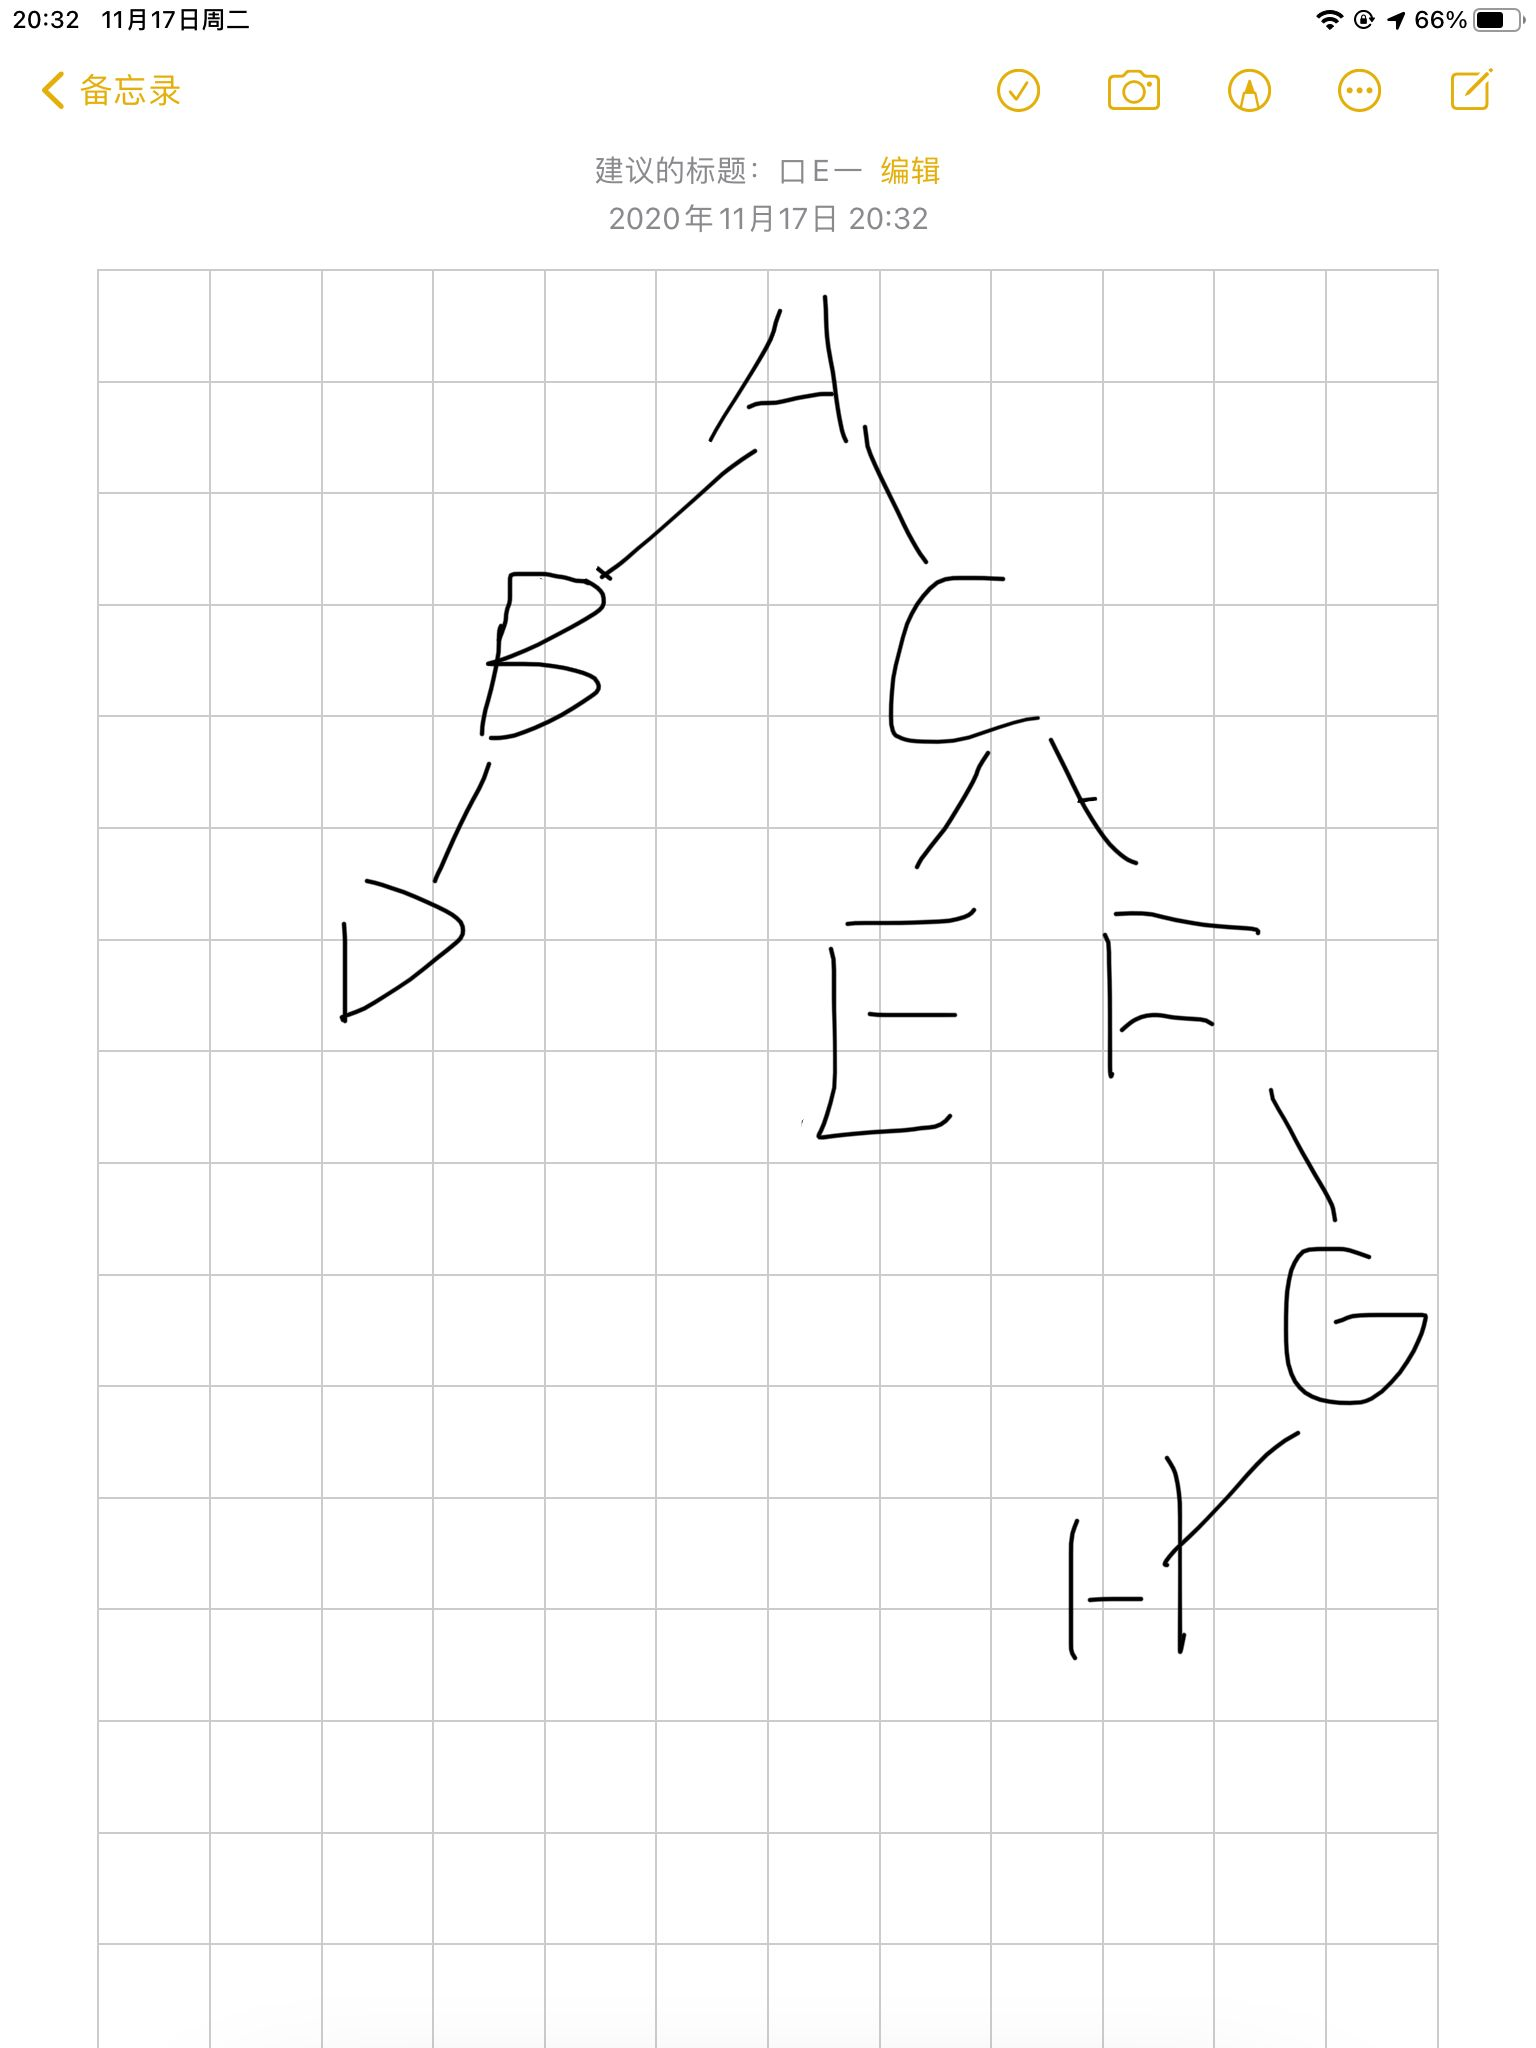 20:32 11月17日周二 66%
备忘录
建议的标题：口 E一 编辑
2020年11月17日 20:32
A
B C
D E F
G
H